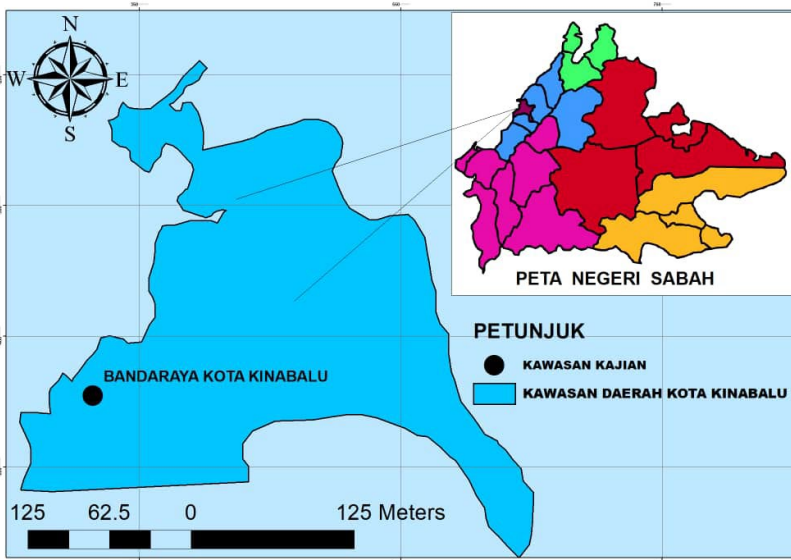 N
W E
S
PETA NEGERI SABAH
PETUNJUK
KAWASAN KAJIAN
KAWASAN DAERAH KOTA KINABALU
BANDARAYA KOTA KINABALU
125 62.5 0 125 Meters